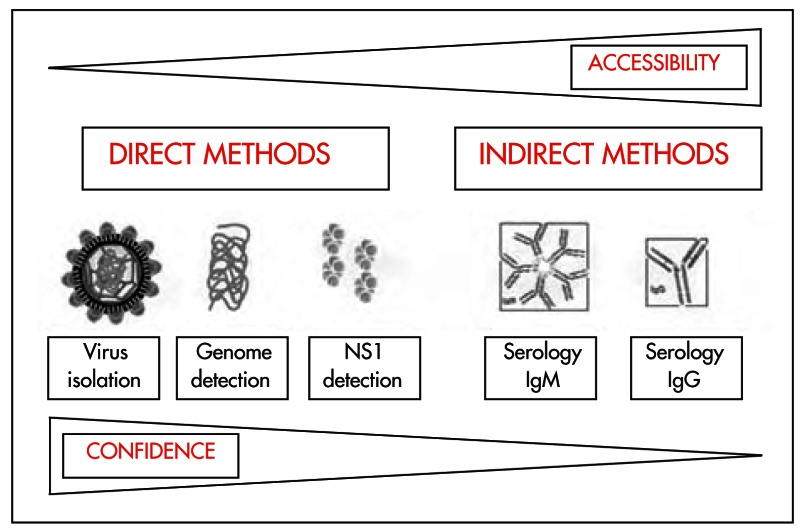 ACCESSIBILITY
DIRECT METHODS
INDIRECT METHODS
Virus
isolation
Genome
detection
NS1
detection
Serology
IgM
Serology
IgG
CONFIDENCE